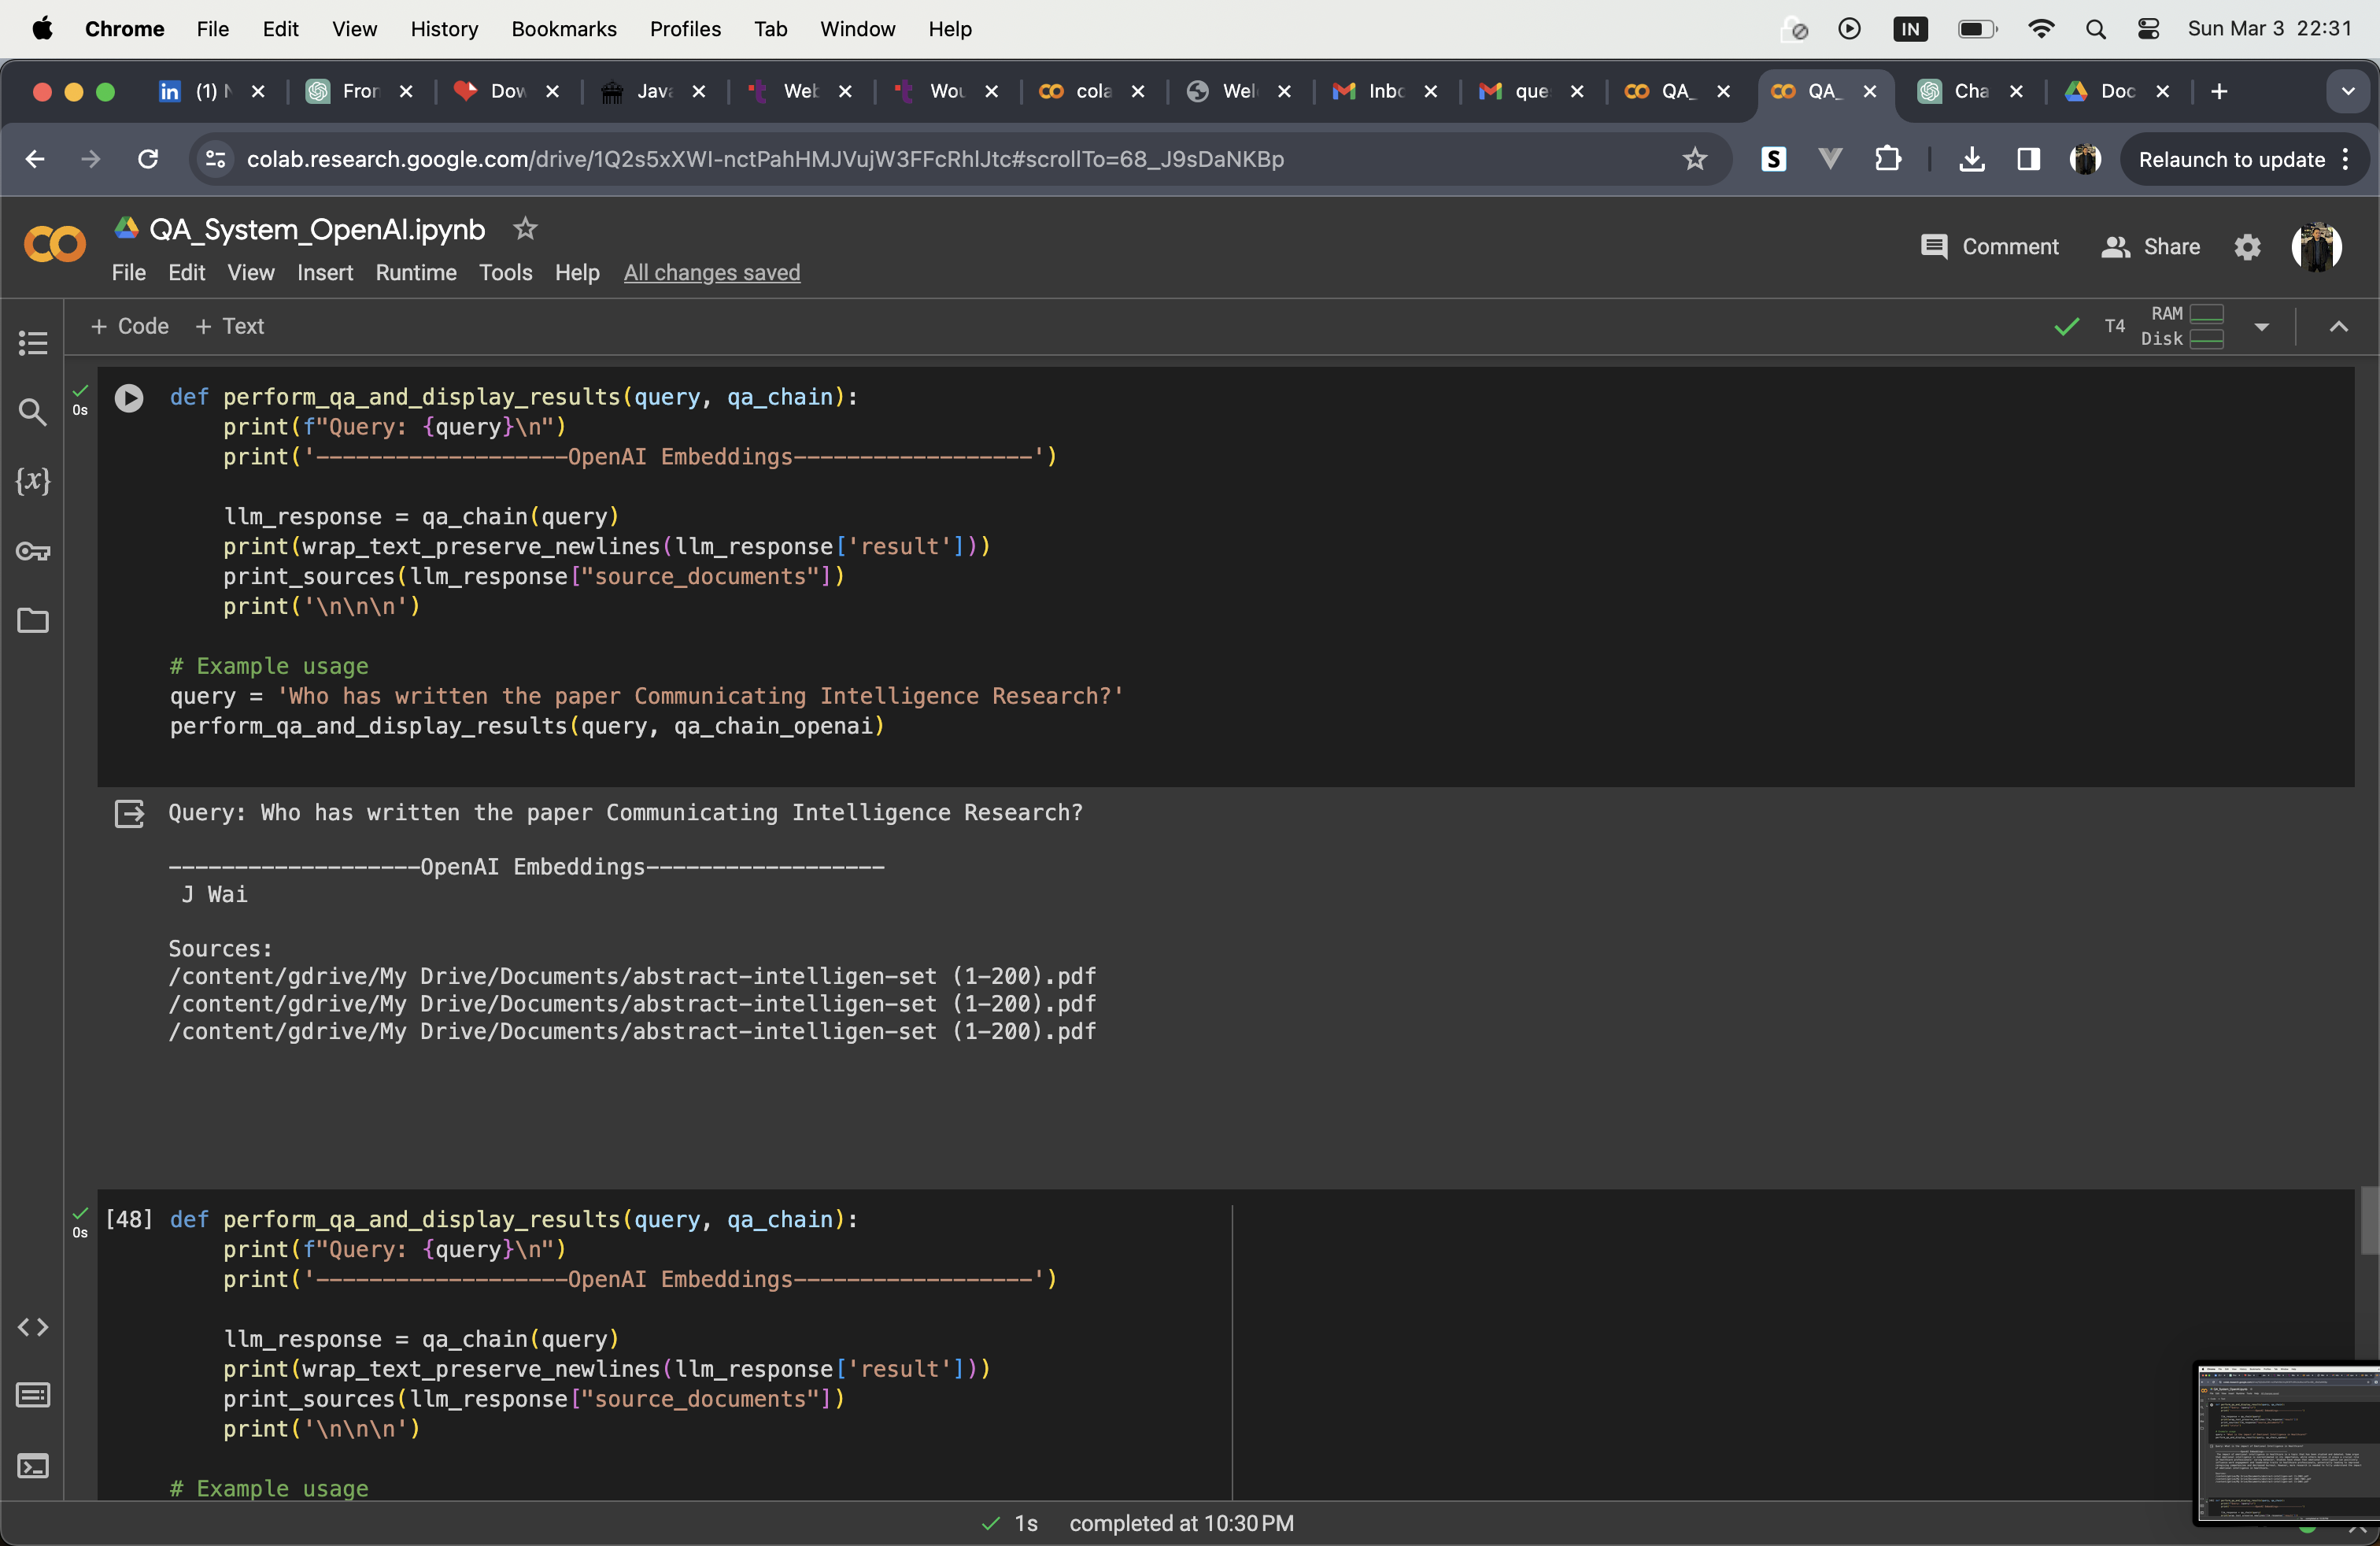 Chrome File Edit View History Bookmarks Profiles Tab Window Help IN Sun Mar 3 22:31
in (1) N Fron Dow Java Web Wou cola Wel Inbc que QA_ QA_ Cha Doc
colab.research.google.com/drive/1Q2s5xXWI-nctPahHMJVujW3FFcRhlJtc#scrollTo=68_J9sDaNKBp S Relaunch to update
QA_System_OpenAI.ipynb
Comment Share
File Edit View Insert Runtime Tools Help All changes saved
+ Code + Text T4 RAM
Disk
0s
def perform_qa_and_display_results(query, qa_chain):
print(f"Query: {query}\n")
print('-------------------OpenAI Embeddings------------------')
llm_response = qa_chain(query)
print(wrap_text_preserve_newlines(llm_response['result']))
print_sources(llm_response["source_documents"])
print('\n\n\n')
# Example usage
query = 'Who has written the paper Communicating Intelligence Research?'
perform_qa_and_display_results(query, qa_chain_openai)
Query: Who has written the paper Communicating Intelligence Research?
-------------------OpenAI Embeddings------------------
J Wai
Sources:
/content/gdrive/My Drive/Documents/abstract-intelligen-set (1-200).pdf
/content/gdrive/My Drive/Documents/abstract-intelligen-set (1-200).pdf
/content/gdrive/My Drive/Documents/abstract-intelligen-set (1-200).pdf
0s
[48] def perform_qa_and_display_results(query, qa_chain):
print(f"Query: {query}\n")
print('-------------------OpenAI Embeddings------------------')
llm_response = qa_chain(query)
print(wrap_text_preserve_newlines(llm_response['result']))
print_sources(llm_response["source_documents"])
print('\n\n\n')
# Example usage
1s completed at 10:30 PM